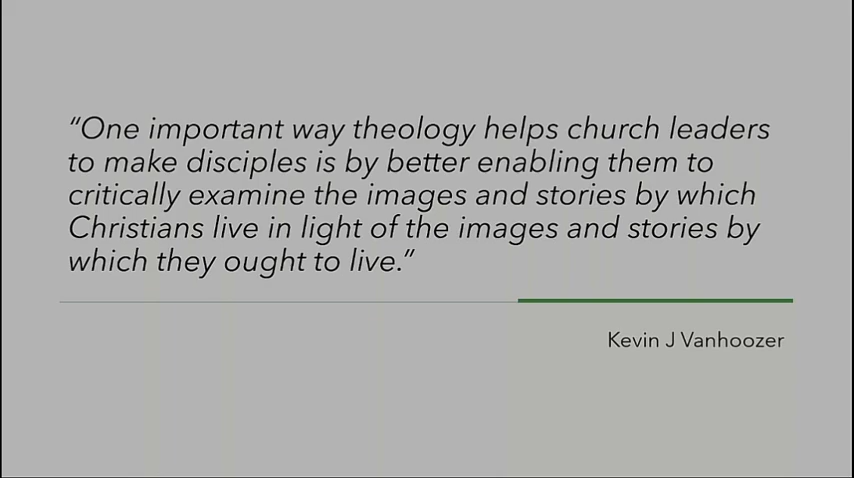 “One important way theology helps church leaders
to make disciples is by better enabling them to
critically examine the images and stories by which
Christians live in light of the images and stories by
which they ought to live.”
Kevin J Vanhoozer